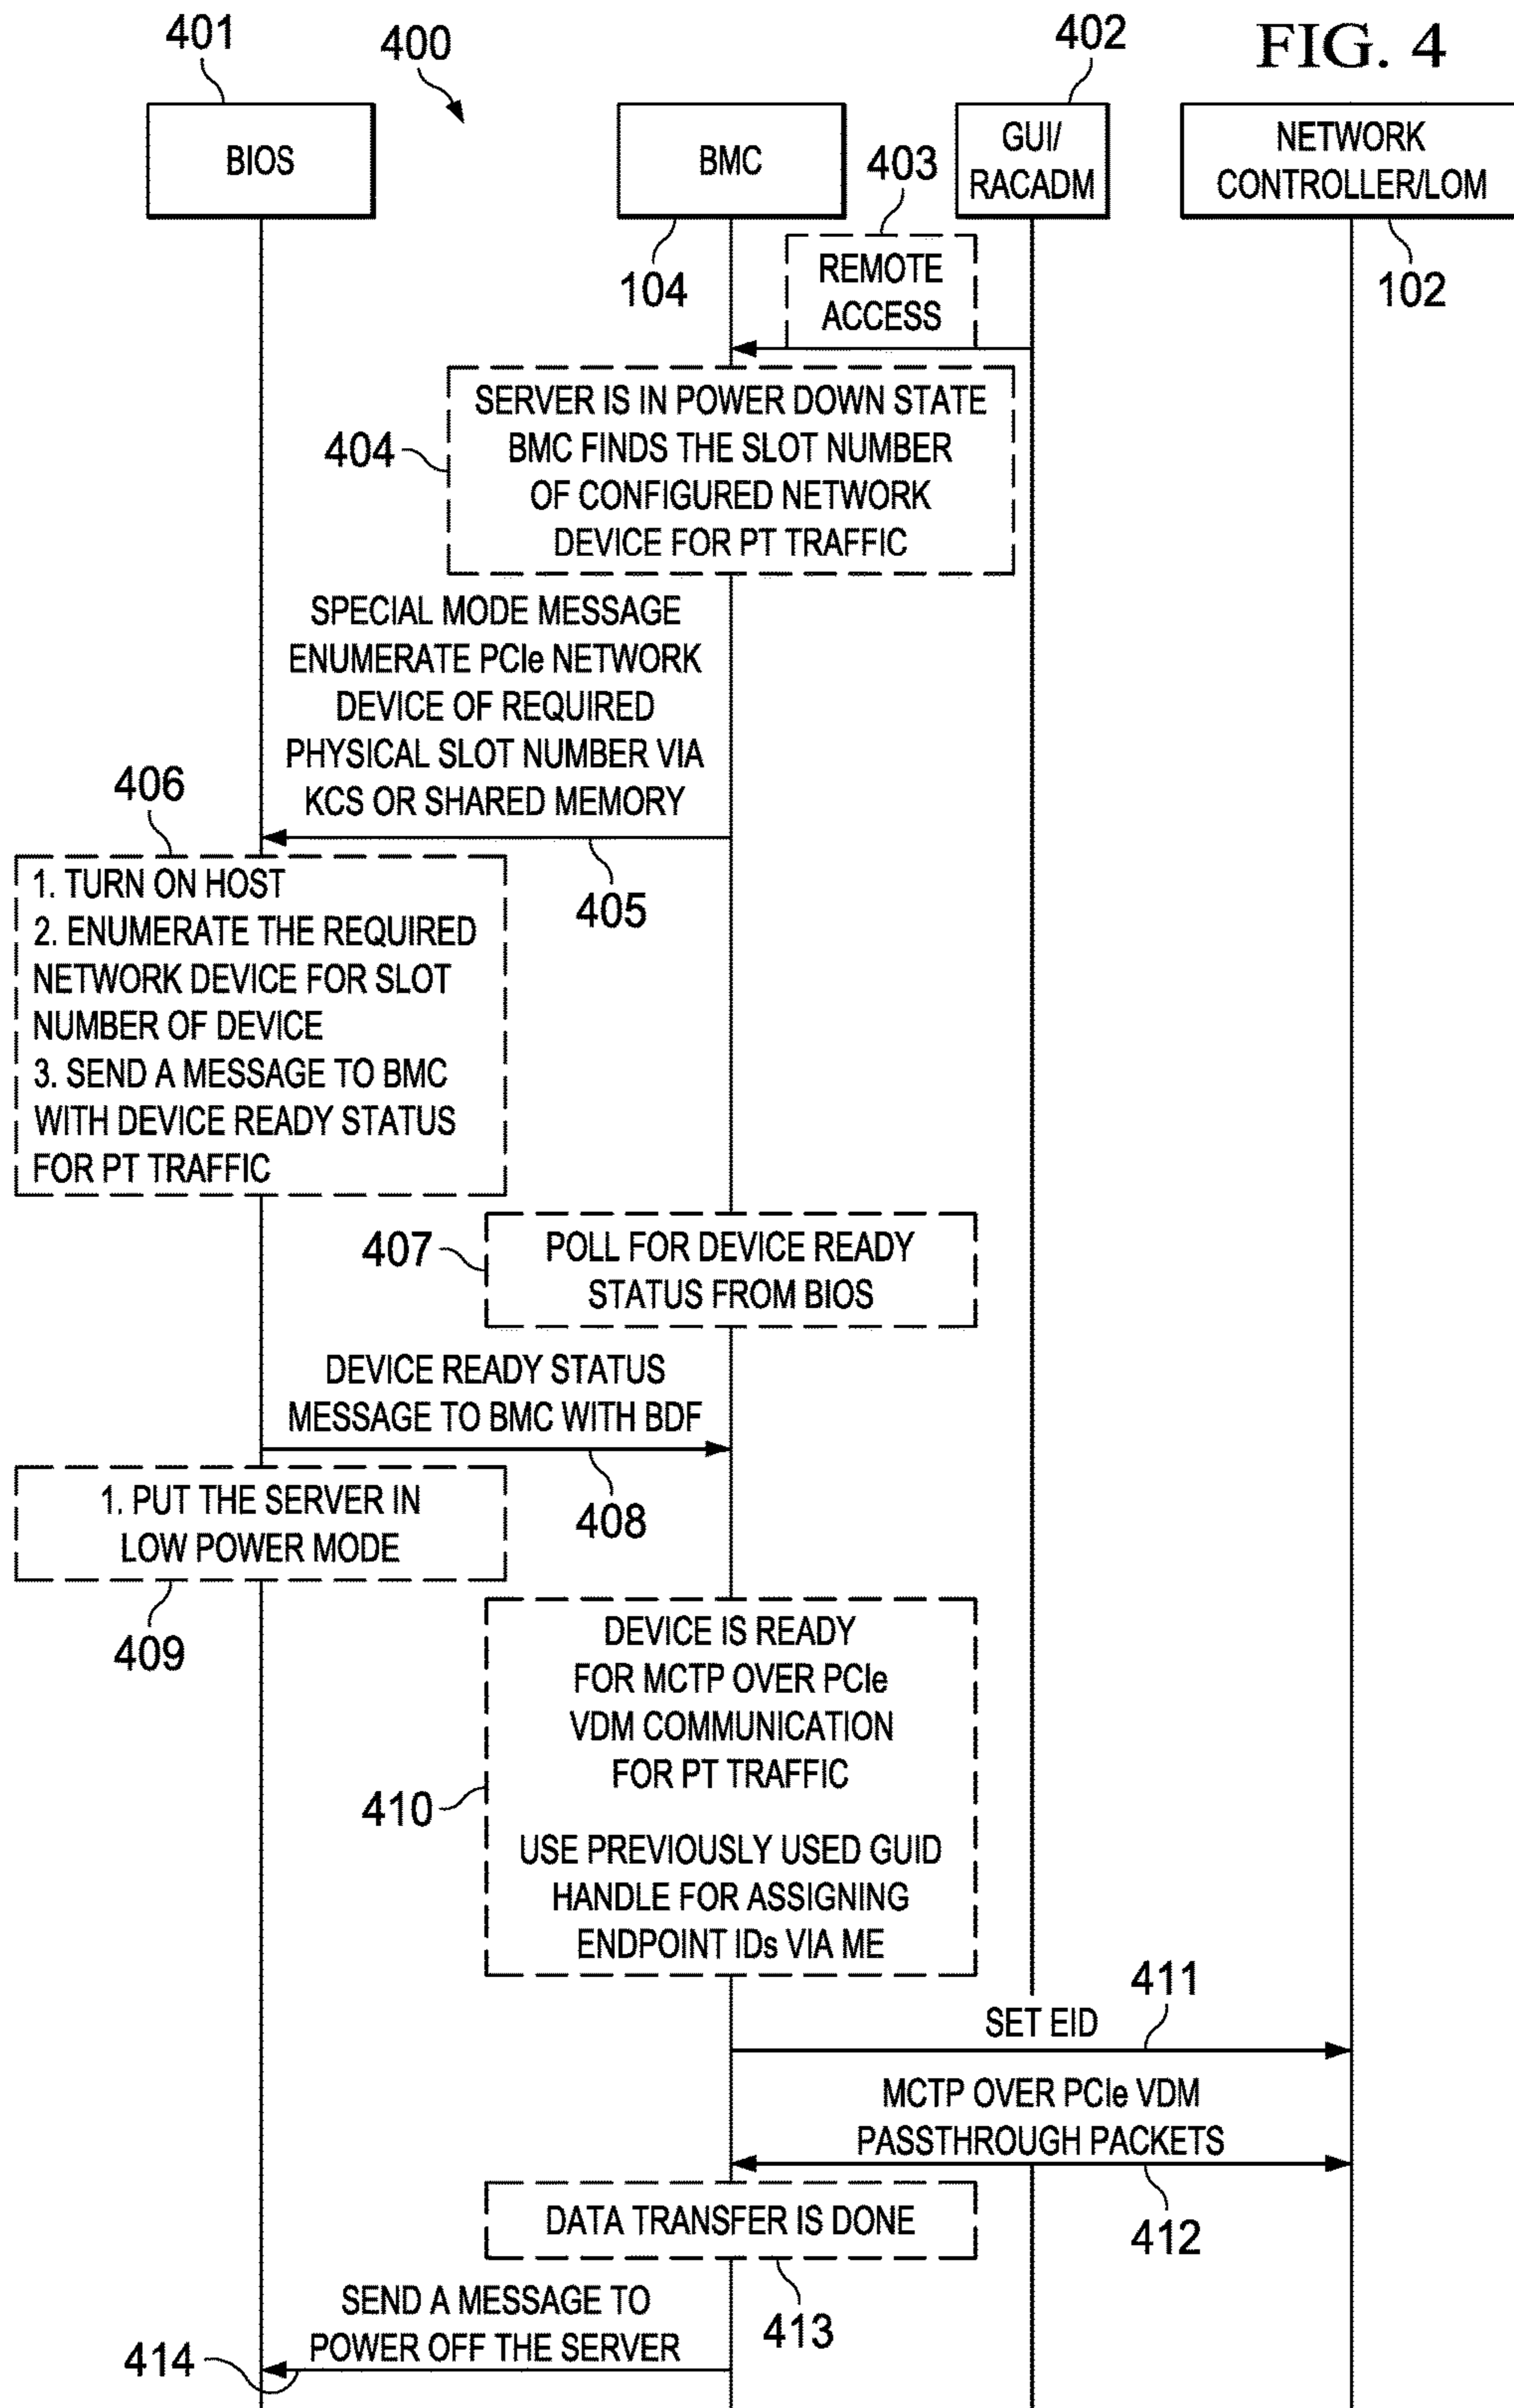 FIG. 4
401
400
402
BIOS
BMC
GUI/
RACADM
NETWORK
CONTROLLER/LOM
403
104
102
REMOTE
ACCESS
404
SERVER IS IN POWER DOWN STATE
BMC FINDS THE SLOT NUMBER
OF CONFIGURED NETWORK
DEVICE FOR PT TRAFFIC
SPECIAL MODE MESSAGE
ENUMERATE PCIe NETWORK
DEVICE OF REQUIRED
PHYSICAL SLOT NUMBER VIA
KCS OR SHARED MEMORY
405
406
1. TURN ON HOST
2. ENUMERATE THE REQUIRED
NETWORK DEVICE FOR SLOT
NUMBER OF DEVICE
3. SEND A MESSAGE TO BMC
WITH DEVICE READY STATUS
FOR PT TRAFFIC
407
POLL FOR DEVICE READY
STATUS FROM BIOS
DEVICE READY STATUS
MESSAGE TO BMC WITH BDF
408
1. PUT THE SERVER IN
LOW POWER MODE
409
410
DEVICE IS READY
FOR MCTP OVER PCIe
VDM COMMUNICATION
FOR PT TRAFFIC
USE PREVIOUSLY USED GUID
HANDLE FOR ASSIGNING
ENDPOINT IDs VIA ME
411
SET EID
MCTP OVER PCIe VDM
PASSTHROUGH PACKETS
412
DATA TRANSFER IS DONE
413
SEND A MESSAGE TO
POWER OFF THE SERVER
414